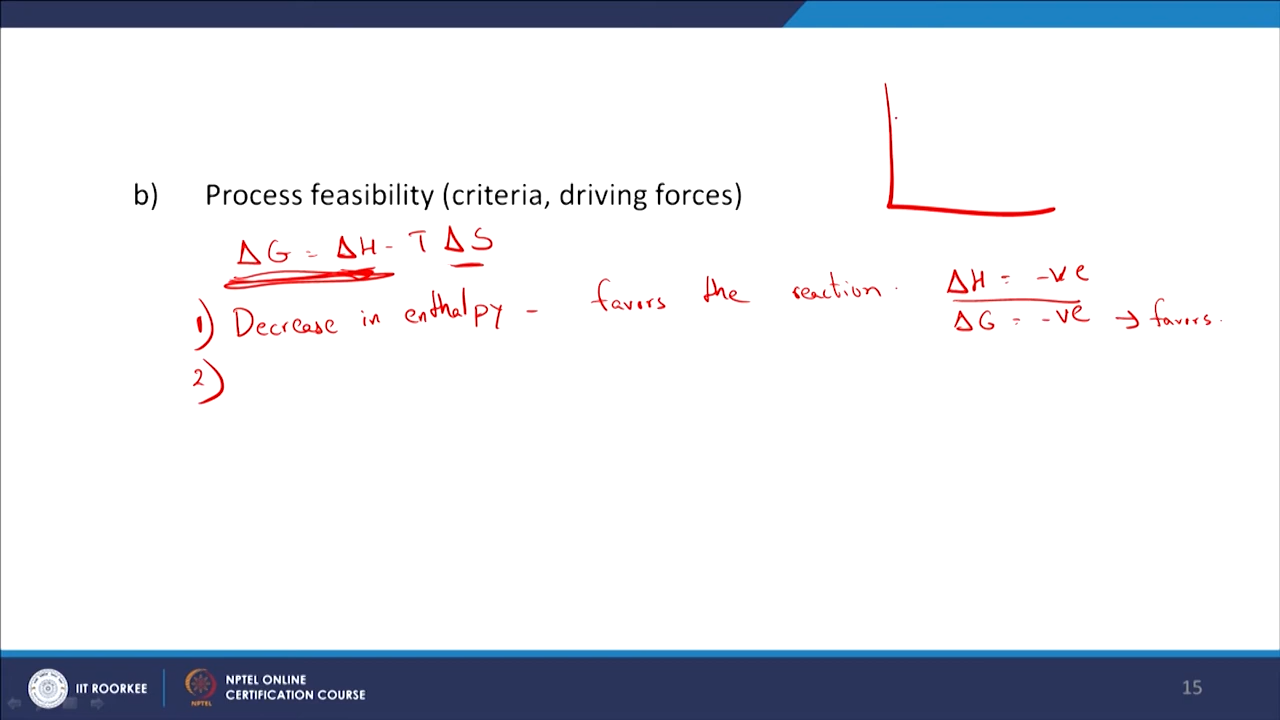 b) Process feasibility (criteria, driving forces)
ΔG = ΔH - TΔS
1) Decrease in enthalpy - favors the reaction. ΔH = -ve
ΔG = -ve → favors.
2)
IIT ROORKEE
NPTEL
NPTEL ONLINE
CERTIFICATION COURSE
15